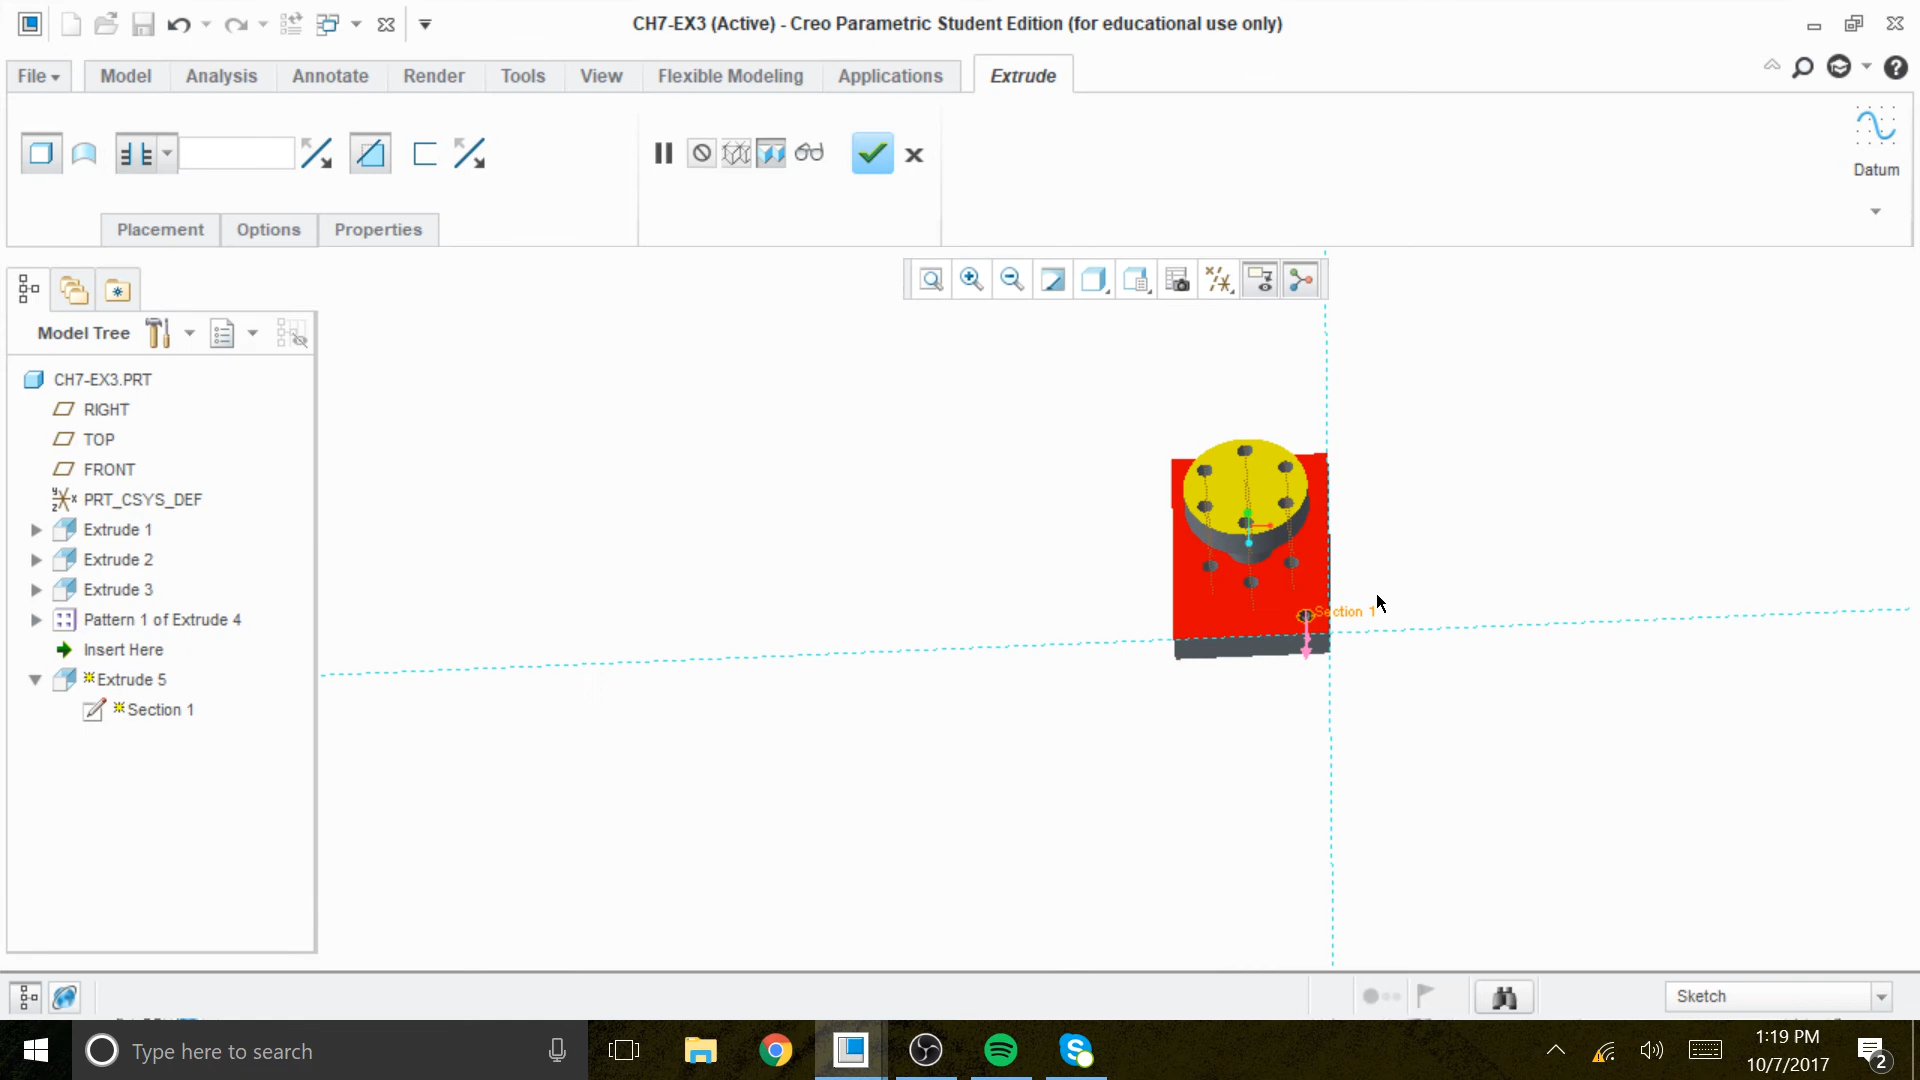 CH7-EX3 (Active) - Creo Parametric Student Edition (for educational use only)
File
Model
Analysis
Annotate
Render
Tools
View
Flexible Modeling
Applications
Extrude
Datum
Placement
Options
Properties
Model Tree
CH7-EX3.PRT
RIGHT
TOP
FRONT
PRT_CSYS_DEF
Extrude 1
Extrude 2
Extrude 3
Pattern 1 of Extrude 4
Insert Here
Extrude 5
Section 1
Section 1
Sketch
Type here to search
1:19 PM
10/7/2017
2